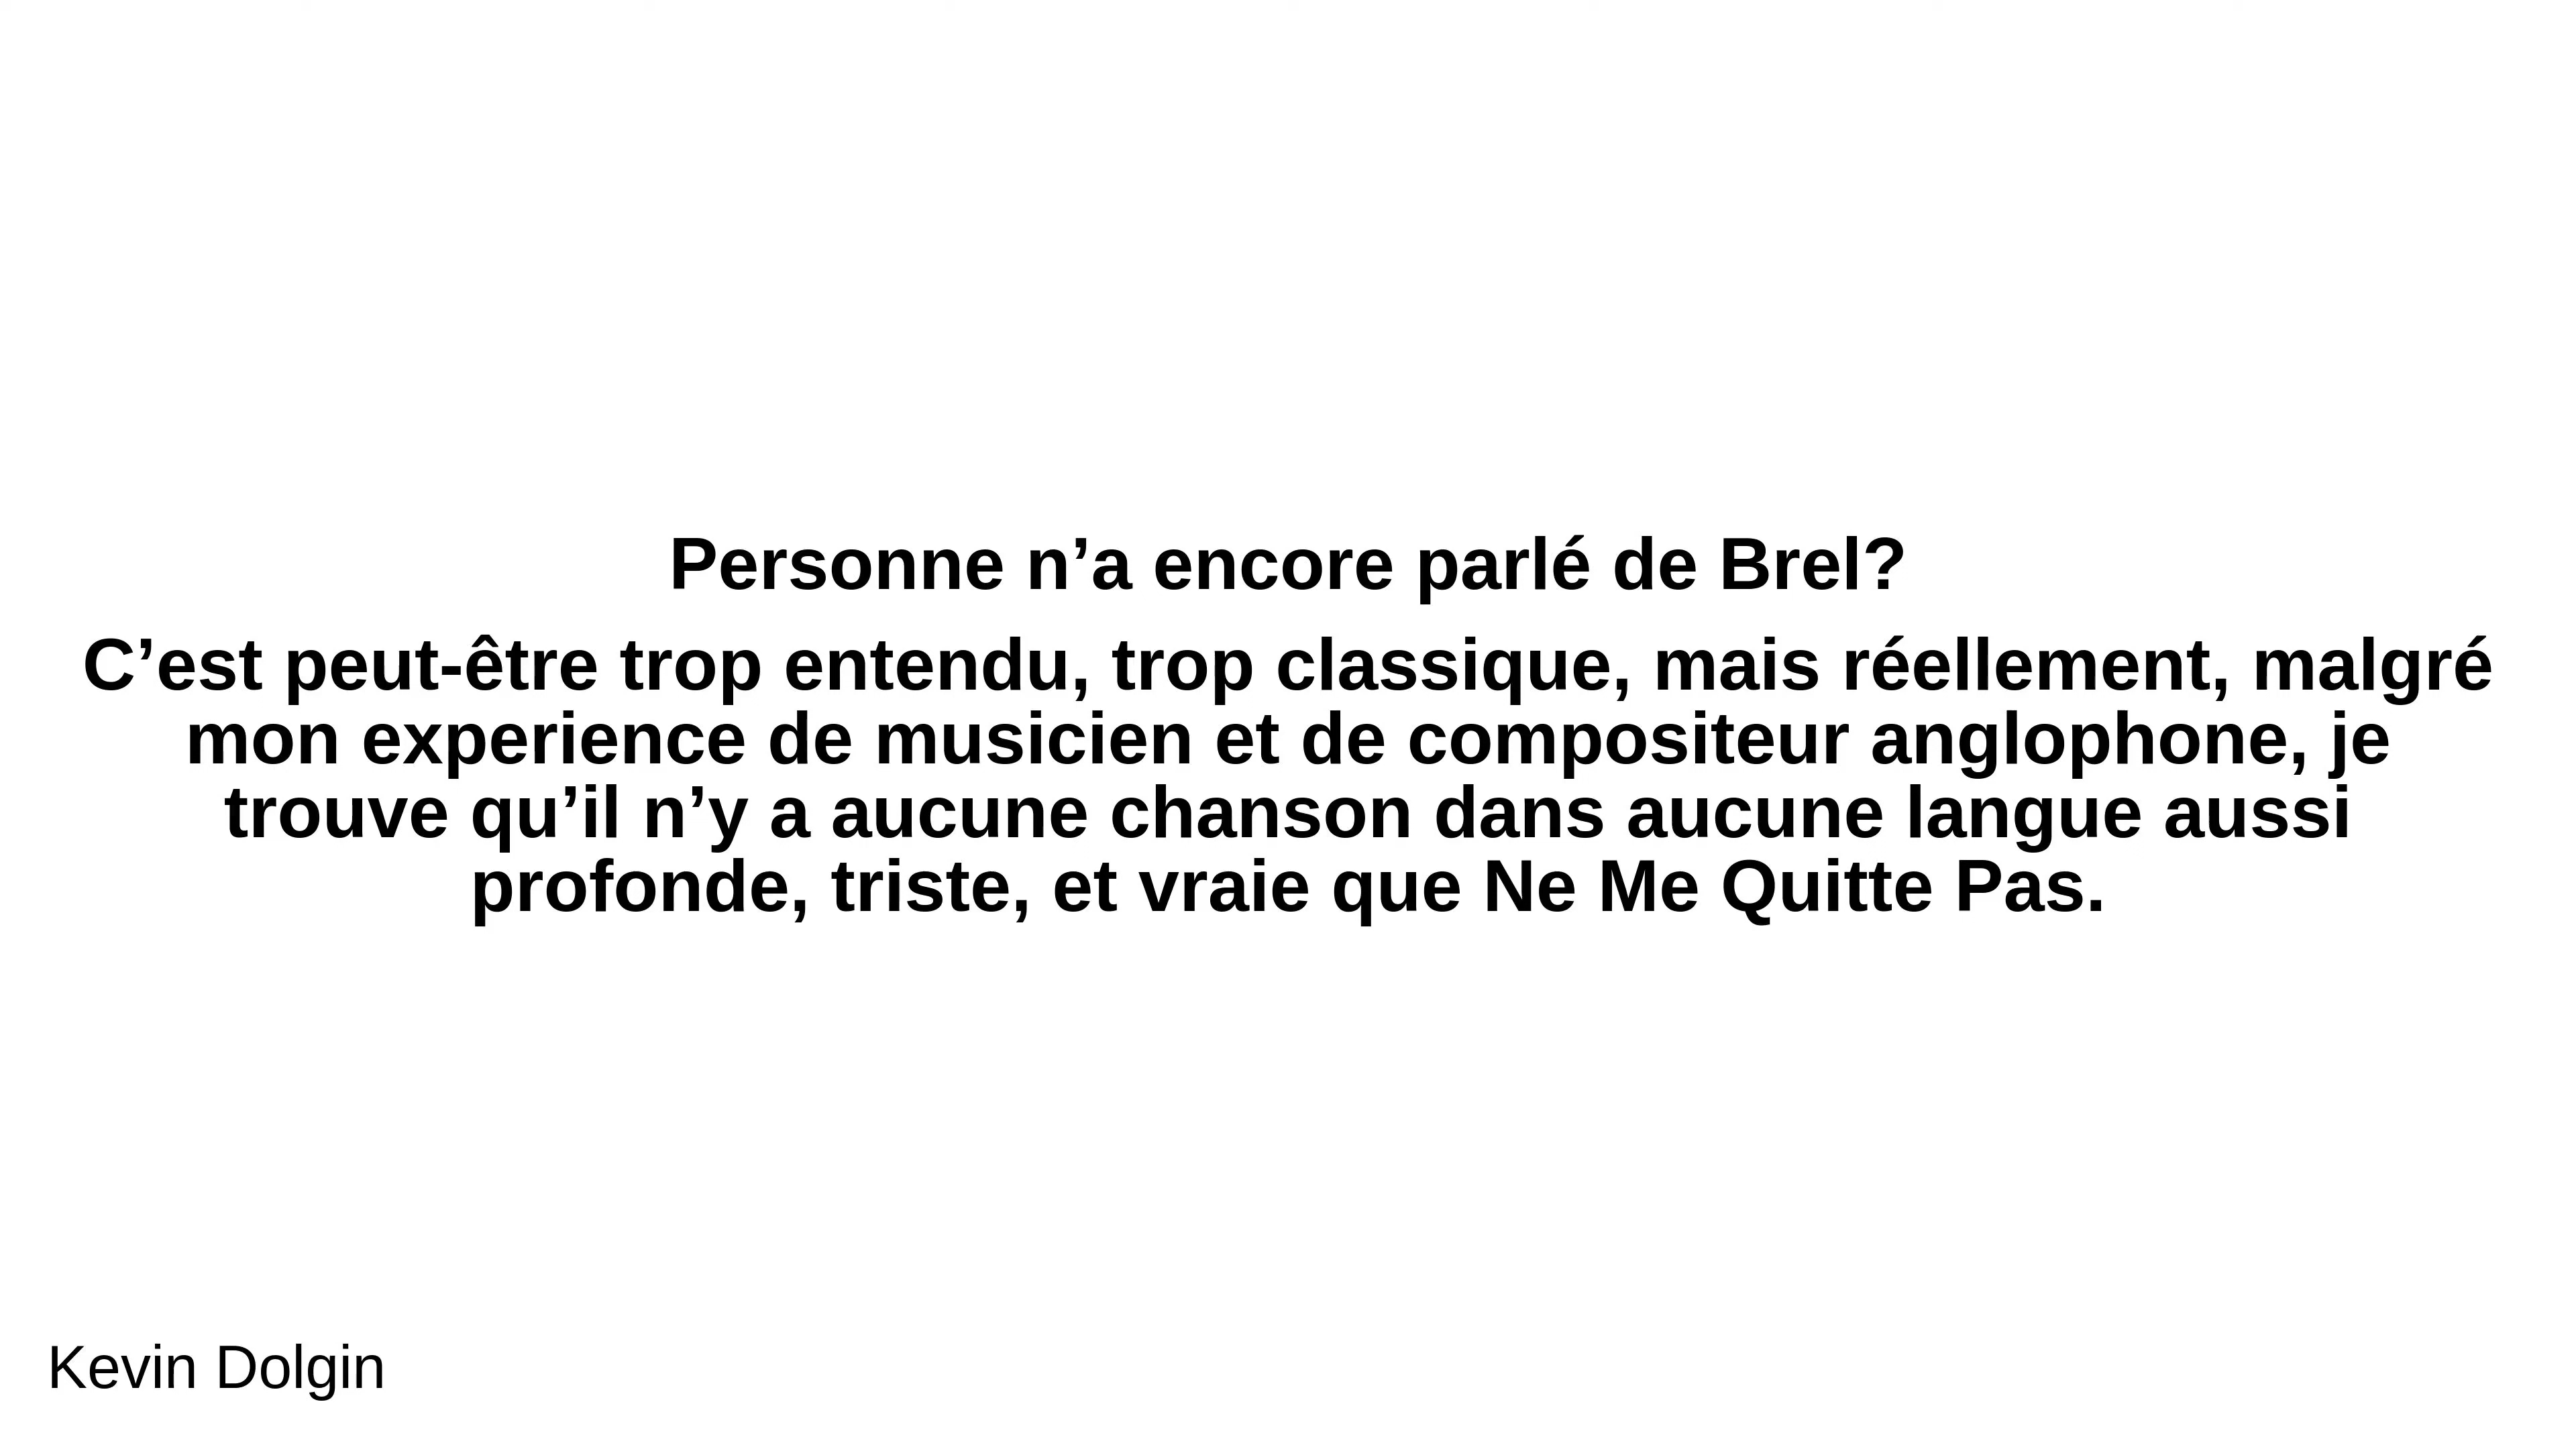 Personne n’a encore parlé de Brel?
C’est peut-être trop entendu, trop classique, mais réellement, malgré
mon experience de musicien et de compositeur anglophone, je
trouve qu’il n’y a aucune chanson dans aucune langue aussi
profonde, triste, et vraie que Ne Me Quitte Pas.
Kevin Dolgin